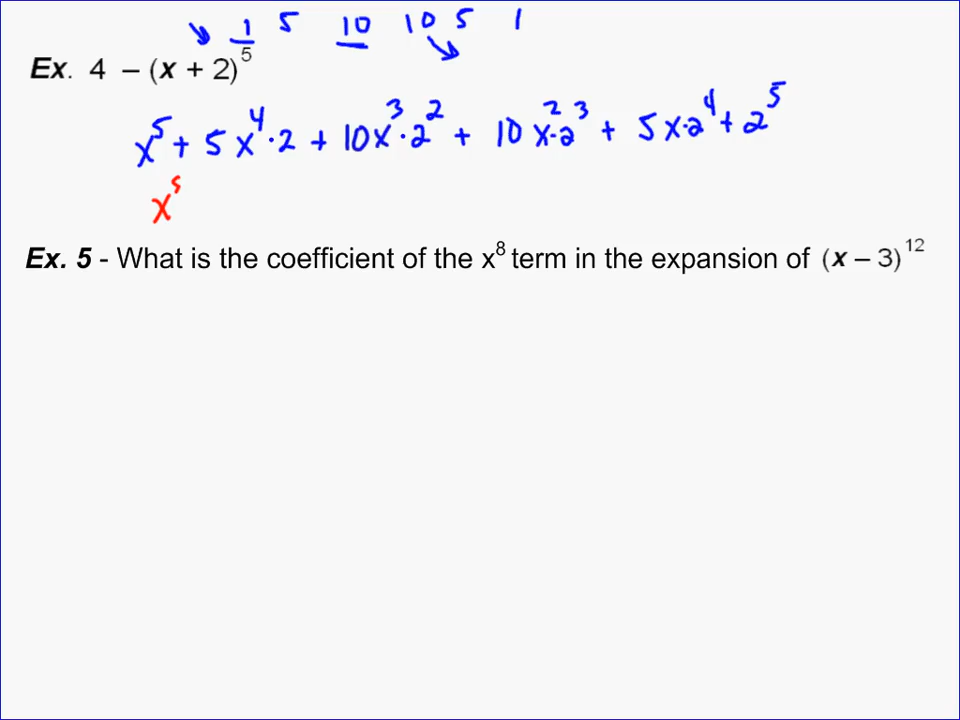 1 5 10 10 5 1
Ex. 4 – (x + 2)⁵
x⁵ + 5x⁴·2 + 10x³·2² + 10x²·2³ + 5x·2⁴ + 2⁵
x⁵
Ex. 5 - What is the coefficient of the x⁸ term in the expansion of (x – 3)¹²